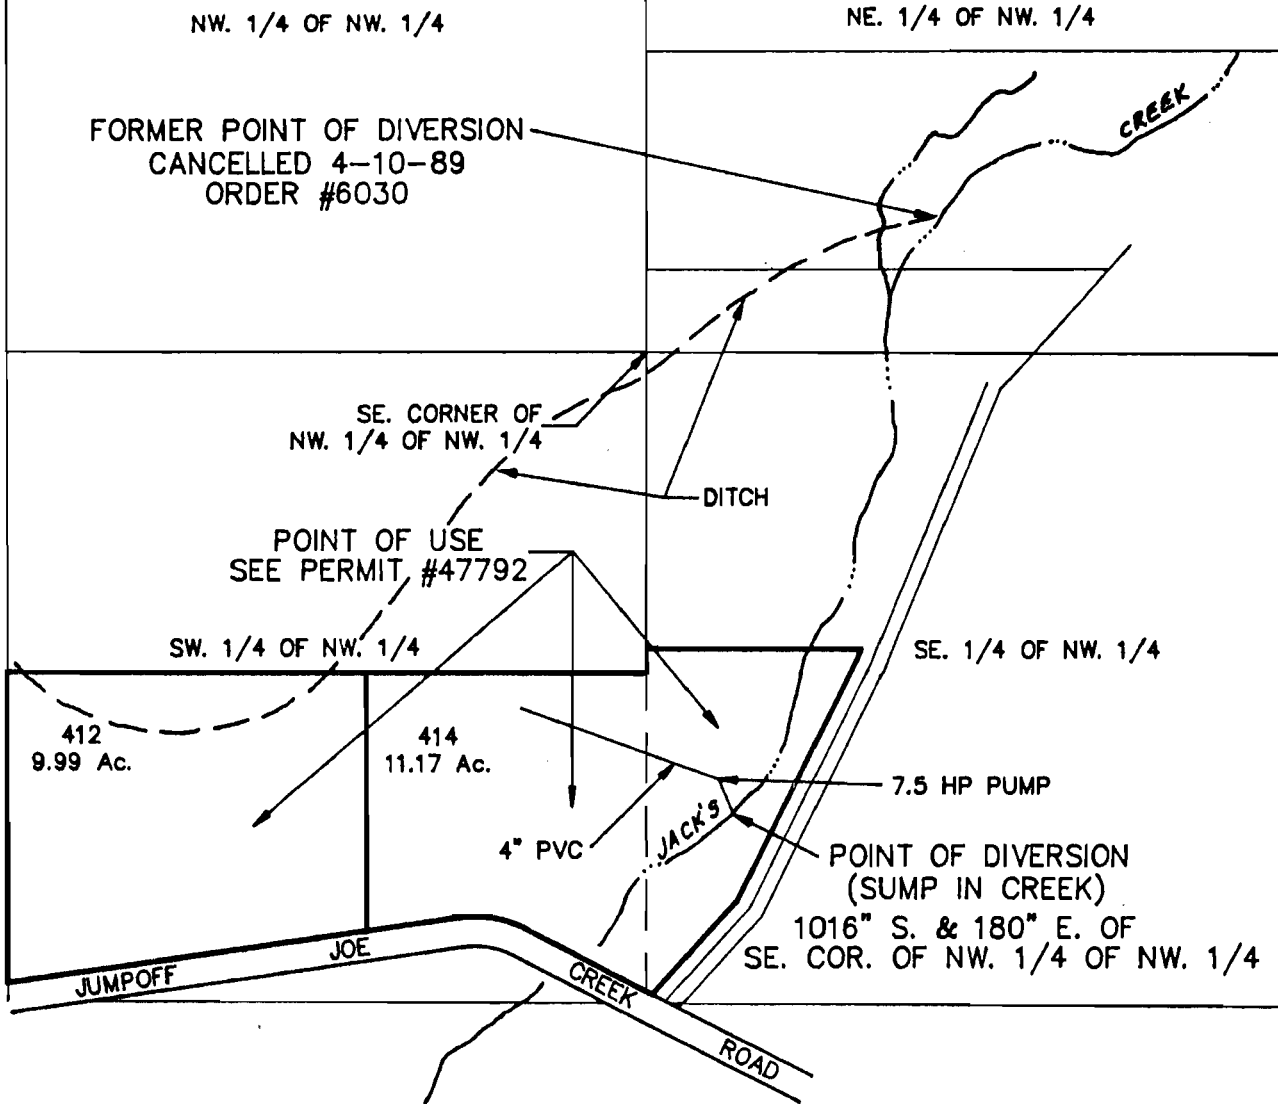 NW. 1/4 OF NW. 1/4
NE. 1/4 OF NW. 1/4
CREEK
FORMER POINT OF DIVERSION
CANCELLED 4-10-89
ORDER #6030
SE. CORNER OF
NW. 1/4 OF NW. 1/4
DITCH
POINT OF USE
SEE PERMIT #47792
SW. 1/4 OF NW. 1/4
SE. 1/4 OF NW. 1/4
412
9.99 Ac.
414
11.17 Ac.
7.5 HP PUMP
JACK'S
4" PVC
POINT OF DIVERSION
(SUMP IN CREEK)
1016" S. & 180" E. OF
SE. COR. OF NW. 1/4 OF NW. 1/4
JUMPOFF JOE CREEK ROAD